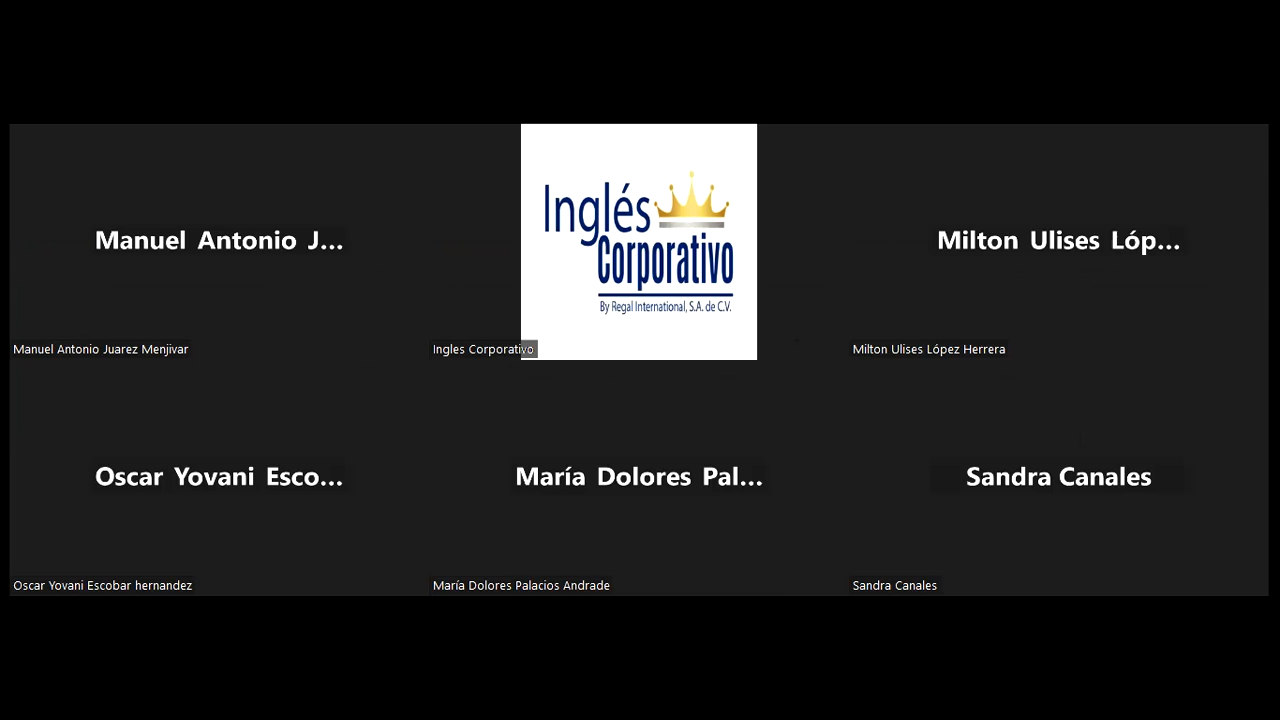 Manuel Antonio J...
Inglés
Corporativo
By Regal International, S.A. de C.V.
Milton Ulises Lóp...
Manuel Antonio Juarez Menjivar
Ingles Corporativo
Milton Ulises López Herrera
Oscar Yovani Esco...
María Dolores Pal...
Sandra Canales
Oscar Yovani Escobar hernandez
María Dolores Palacios Andrade
Sandra Canales